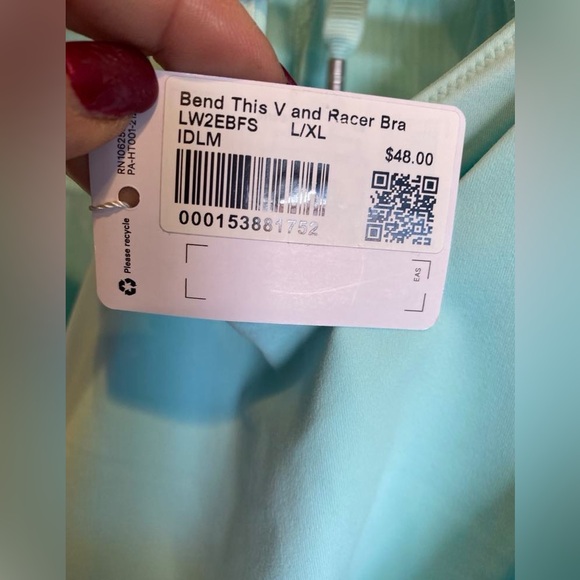 Bend This V and Racer Bra
LW2EBFS L/XL
IDLM
$48.00
000153881752
EAS
Please recycle